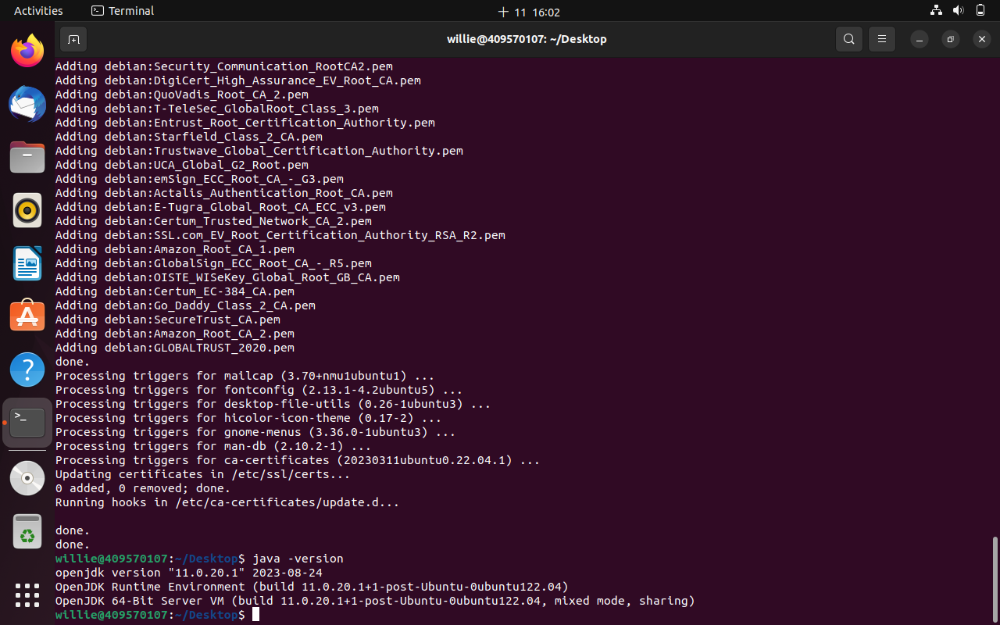 Activities
Terminal
十 11 16:02
willie@409570107: ~/Desktop
Adding debian:Security_Communication_RootCA2.pem
Adding debian:DigiCert_High_Assurance_EV_Root_CA.pem
Adding debian:QuoVadis_Root_CA_2.pem
Adding debian:T-TeleSec_GlobalRoot_Class_3.pem
Adding debian:Entrust_Root_Certification_Authority.pem
Adding debian:Starfield_Class_2_CA.pem
Adding debian:Trustwave_Global_Certification_Authority.pem
Adding debian:UCA_Global_G2_Root.pem
Adding debian:emSign_ECC_Root_CA_-_G3.pem
Adding debian:Actalis_Authentication_Root_CA.pem
Adding debian:E-Tugra_Global_Root_CA_ECC_v3.pem
Adding debian:Certum_Trusted_Network_CA_2.pem
Adding debian:SSL.com_EV_Root_Certification_Authority_RSA_R2.pem
Adding debian:Amazon_Root_CA_1.pem
Adding debian:GlobalSign_ECC_Root_CA_-_R5.pem
Adding debian:OISTE_WISeKey_Global_Root_GB_CA.pem
Adding debian:Certum_EC-384_CA.pem
Adding debian:Go_Daddy_Class_2_CA.pem
Adding debian:SecureTrust_CA.pem
Adding debian:Amazon_Root_CA_2.pem
Adding debian:GLOBALTRUST_2020.pem
done.
Processing triggers for mailcap (3.70+nmu1ubuntu1) ...
Processing triggers for fontconfig (2.13.1-4.2ubuntu5) ...
Processing triggers for desktop-file-utils (0.26-1ubuntu3) ...
Processing triggers for hicolor-icon-theme (0.17-2) ...
Processing triggers for gnome-menus (3.36.0-1ubuntu3) ...
Processing triggers for man-db (2.10.2-1) ...
Processing triggers for ca-certificates (20230311ubuntu0.22.04.1) ...
Updating certificates in /etc/ssl/certs...
0 added, 0 removed; done.
Running hooks in /etc/ca-certificates/update.d...
done.
done.
willie@409570107:~/Desktop$ java -version
openjdk version "11.0.20.1" 2023-08-24
OpenJDK Runtime Environment (build 11.0.20.1+1-post-Ubuntu-0ubuntu122.04)
OpenJDK 64-Bit Server VM (build 11.0.20.1+1-post-Ubuntu-0ubuntu122.04, mixed mode, sharing)
willie@409570107:~/Desktop$